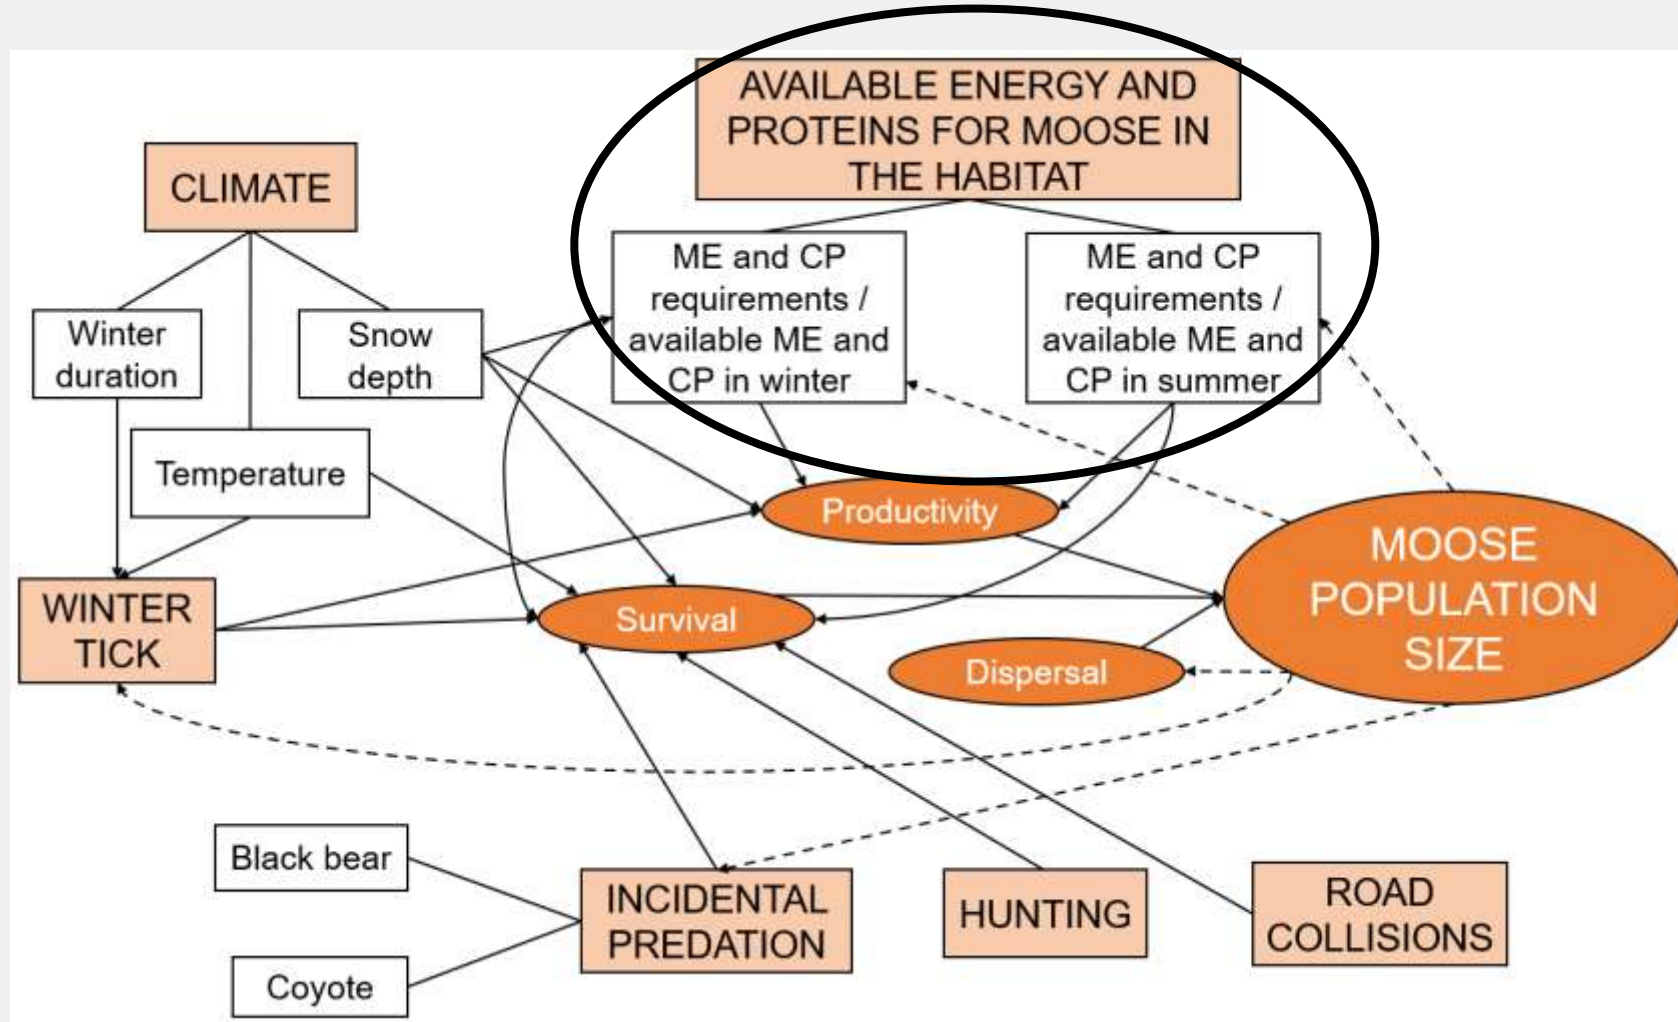 AVAILABLE ENERGY AND
PROTEINS FOR MOOSE IN
THE HABITAT
CLIMATE
ME and CP
requirements /
available ME and
CP in winter
ME and CP
requirements /
available ME and
CP in summer
Winter
duration
Snow
depth
Temperature
Productivity
MOOSE
POPULATION
SIZE
WINTER
TICK
Survival
Dispersal
Black bear
Coyote
INCIDENTAL
PREDATION
HUNTING
ROAD
COLLISIONS